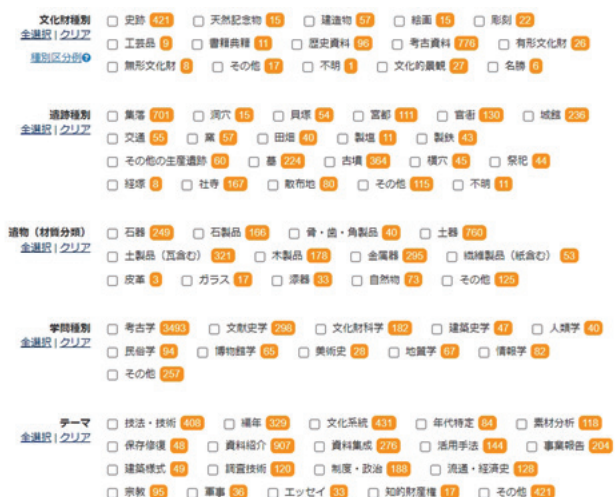 文化財種別 史跡 421 天然記念物 15 建造物 57 絵画 15 彫刻 22
全選択 | クリア 工芸品 9 書籍典籍 11 歴史資料 96 考古資料 776 有形文化財 26
種別区分例 無形文化財 8 その他 17 不明 1 文化的景観 27 名勝 6
遺跡種別 集落 701 洞穴 15 貝塚 54 宮都 111 官衙 130 城館 236
全選択 | クリア 交通 55 窯 57 田畑 40 製塩 11 製鉄 43
その他の生産遺跡 60 墓 224 古墳 364 横穴 45 祭祀 44
経塚 8 社寺 167 散布地 80 その他 115 不明 11
遺物（材質分類） 石器 249 石製品 166 骨・歯・角製品 40 土器 760
全選択 | クリア 土製品（瓦含む） 321 木製品 178 金属器 295 繊維製品（紙含む） 53
皮革 3 ガラス 17 漆器 33 自然物 73 その他 125
学問種別 考古学 3493 文献史学 298 文化財科学 182 建築史学 47 人類学 40
全選択 | クリア 民俗学 94 博物館学 65 美術史 28 地質学 67 情報学 82
その他 257
テーマ 技法・技術 408 編年 329 文化系統 431 年代特定 84 素材分析 118
全選択 | クリア 保存修復 48 資料紹介 907 資料集成 276 活用手法 144 事業報告 204
建築様式 49 調査技術 120 制度・政治 188 流通・経済史 128
宗教 95 軍事 36 エッセイ 33 知的財産権 17 その他 421